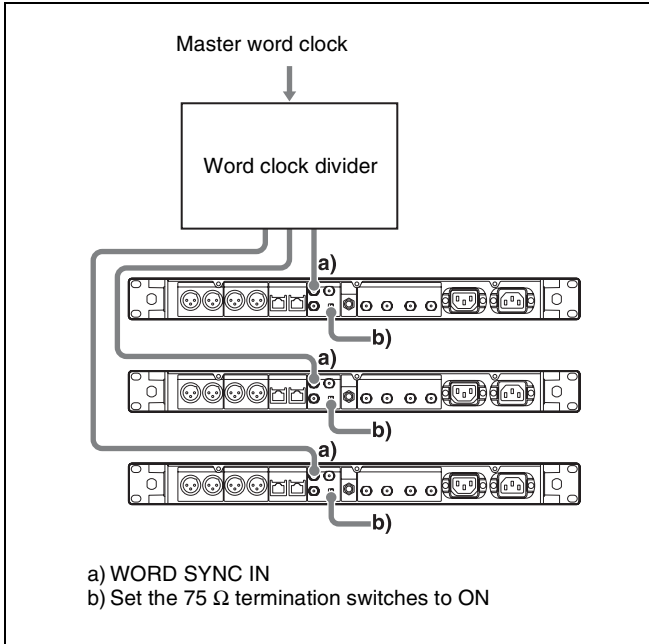 Master word clock
Word clock divider
a)
b)
a)
b)
a)
b)
a) WORD SYNC IN
b) Set the 75 Ω termination switches to ON